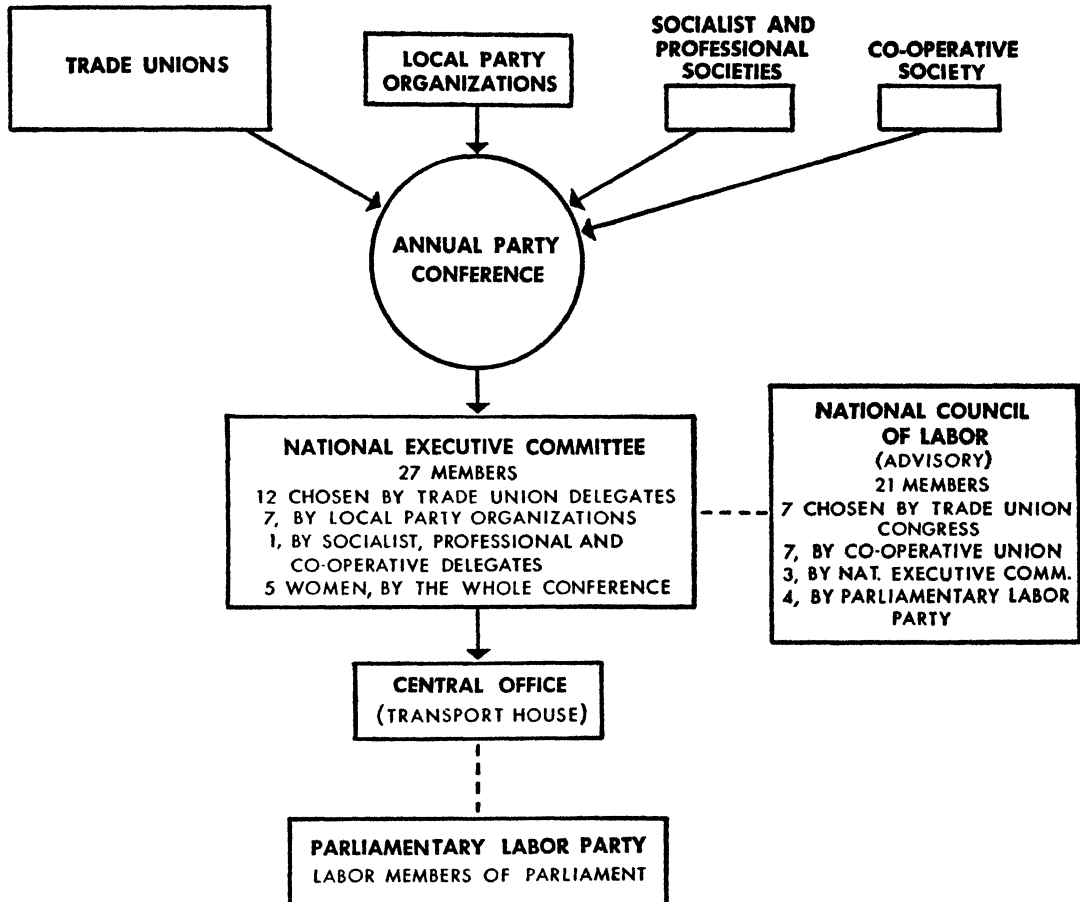 TRADE UNIONS
LOCAL PARTY
ORGANIZATIONS
SOCIALIST AND
PROFESSIONAL
SOCIETIES
CO-OPERATIVE
SOCIETY
ANNUAL PARTY
CONFERENCE
NATIONAL EXECUTIVE COMMITTEE
27 MEMBERS
12 CHOSEN BY TRADE UNION DELEGATES
7, BY LOCAL PARTY ORGANIZATIONS
1, BY SOCIALIST, PROFESSIONAL AND
CO-OPERATIVE DELEGATES
5 WOMEN, BY THE WHOLE CONFERENCE
NATIONAL COUNCIL
OF LABOR
(ADVISORY)
21 MEMBERS
7 CHOSEN BY TRADE UNION
CONGRESS
7, BY CO-OPERATIVE UNION
3, BY NAT. EXECUTIVE COMM.
4, BY PARLIAMENTARY LABOR
PARTY
CENTRAL OFFICE
(TRANSPORT HOUSE)
PARLIAMENTARY LABOR PARTY
LABOR MEMBERS OF PARLIAMENT